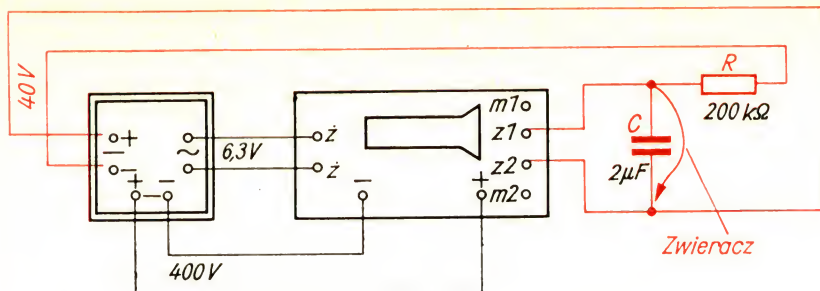 40V
R
200 kΩ
m1
z1
C
z2
2μF
m2
ż
ż
6,3V
~
+
−
+
−
−
+
400V
Zwieracz